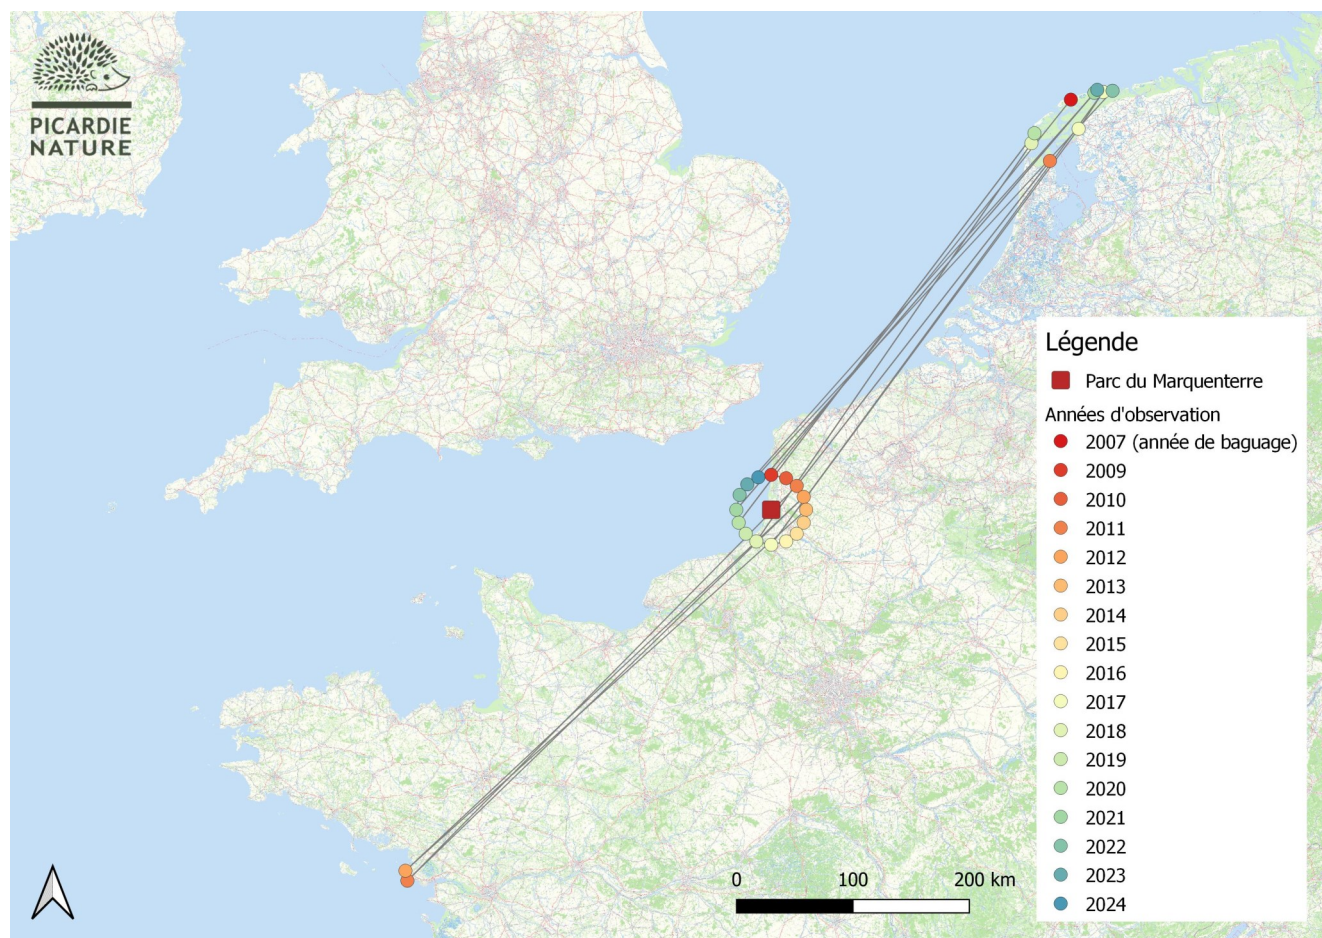 PICARDIE
NATURE
Légende
Parc du Marquenterre
Années d'observation
2007 (année de baguage)
2009
2010
2011
2012
2013
2014
2015
2016
2017
2018
2019
2020
2021
2022
2023
2024
0 100 200 km